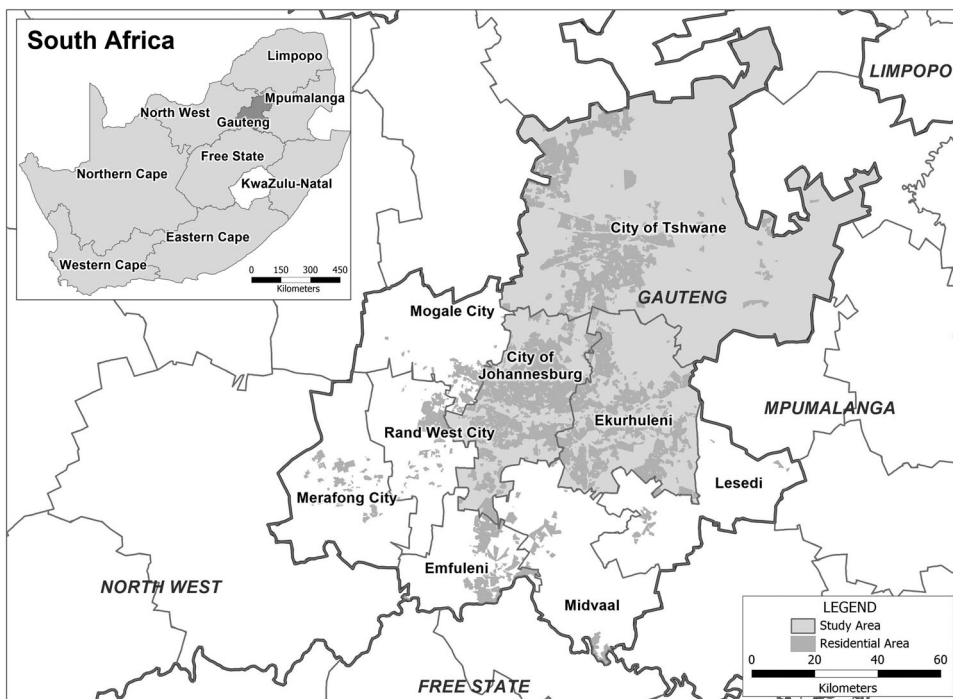 South Africa
Limpopo
Mpumalanga
North West
Gauteng
Free State
KwaZulu-Natal
Northern Cape
Eastern Cape
Western Cape
0 150 300 450
Kilometers
LIMPOPO
City of Tshwane
GAUTENG
Mogale City
City of
Johannesburg
MPUMALANGA
Ekurhuleni
Rand West City
Lesedi
Merafong City
Emfuleni
NORTH WEST
Midvaal
FREE STATE
LEGEND
Study Area
Residential Area
0 20 40 60
Kilometers